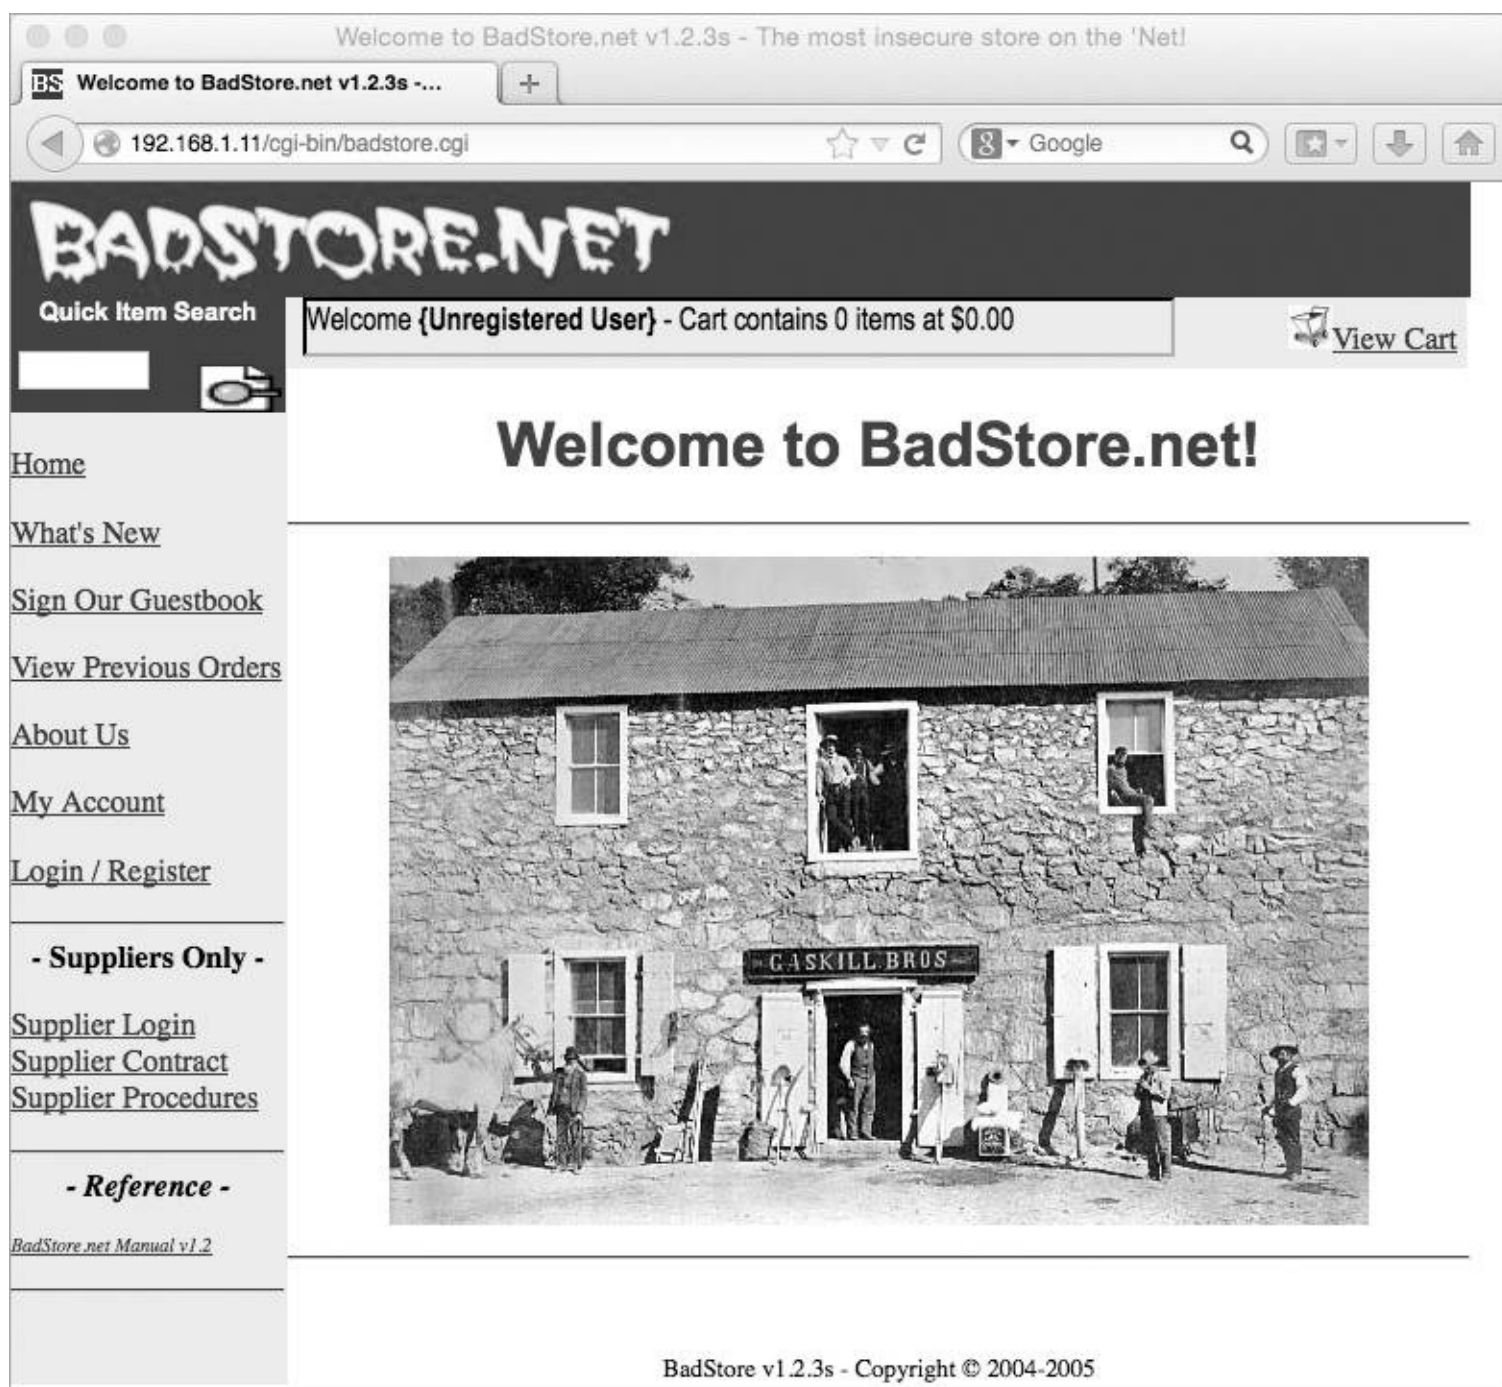 Welcome to BadStore.net v1.2.3s - The most insecure store on the 'Net!
BS Welcome to BadStore.net v1.2.3s -... +
192.168.1.11/cgi-bin/badstore.cgi
8 Google
BADSTORE.NET
Quick Item Search
Welcome {Unregistered User} - Cart contains 0 items at $0.00
View Cart
Welcome to BadStore.net!
Home
What's New
Sign Our Guestbook
View Previous Orders
About Us
My Account
Login / Register
- Suppliers Only -
Supplier Login
Supplier Contract
Supplier Procedures
- Reference -
BadStore.net Manual v1.2
GASKILL.BROS
BadStore v1.2.3s - Copyright © 2004-2005